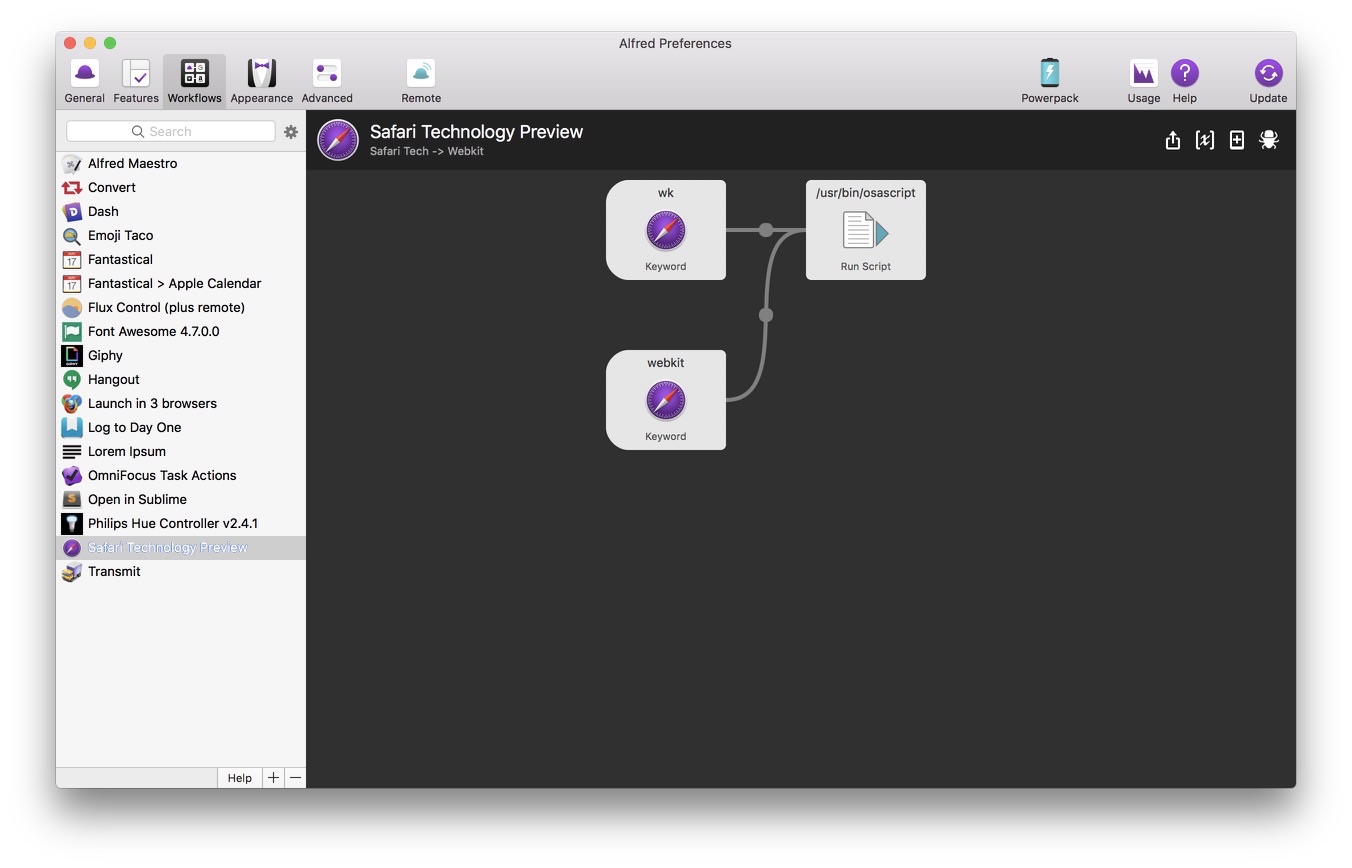 Alfred Preferences
General
Features
Workflows
Appearance
Advanced
Remote
Powerpack
Usage
Help
Update
Search
Safari Technology Preview
Safari Tech -> Webkit
Alfred Maestro
Convert
Dash
Emoji Taco
Fantastical
Fantastical > Apple Calendar
Flux Control (plus remote)
Font Awesome 4.7.0.0
Giphy
Hangout
Launch in 3 browsers
Log to Day One
Lorem Ipsum
OmniFocus Task Actions
Open in Sublime
Philips Hue Controller v2.4.1
Safari Technology Preview
Transmit
Help
wk
Keyword
/usr/bin/osascript
Run Script
webkit
Keyword